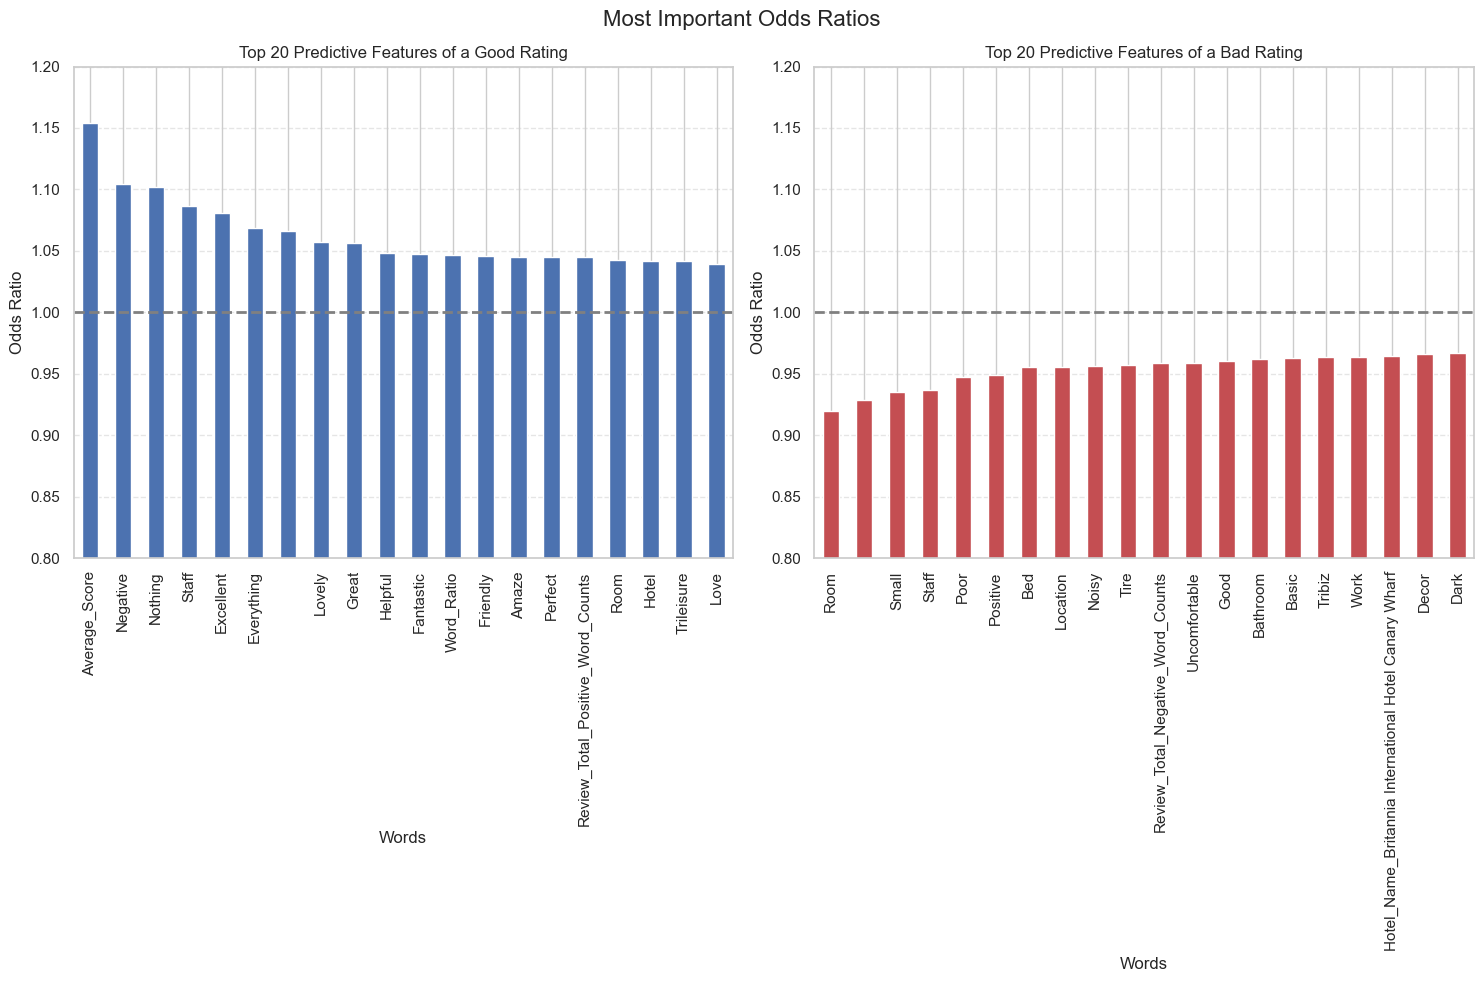 Most Important Odds Ratios
Top 20 Predictive Features of a Good Rating
Odds Ratio
1.20
1.15
1.10
1.05
1.00
0.95
0.90
0.85
0.80
Average_Score
Negative
Nothing
Staff
Excellent
Everything
Lovely
Great
Helpful
Fantastic
Word_Ratio
Friendly
Amaze
Perfect
Review_Total_Positive_Word_Counts
Room
Hotel
Trileisure
Love
Words
Top 20 Predictive Features of a Bad Rating
Odds Ratio
1.20
1.15
1.10
1.05
1.00
0.95
0.90
0.85
0.80
Room
Small
Staff
Poor
Positive
Bed
Location
Noisy
Tire
Review_Total_Negative_Word_Counts
Uncomfortable
Good
Bathroom
Basic
Tribiz
Work
Hotel_Name_Britannia International Hotel Canary Wharf
Decor
Dark
Words